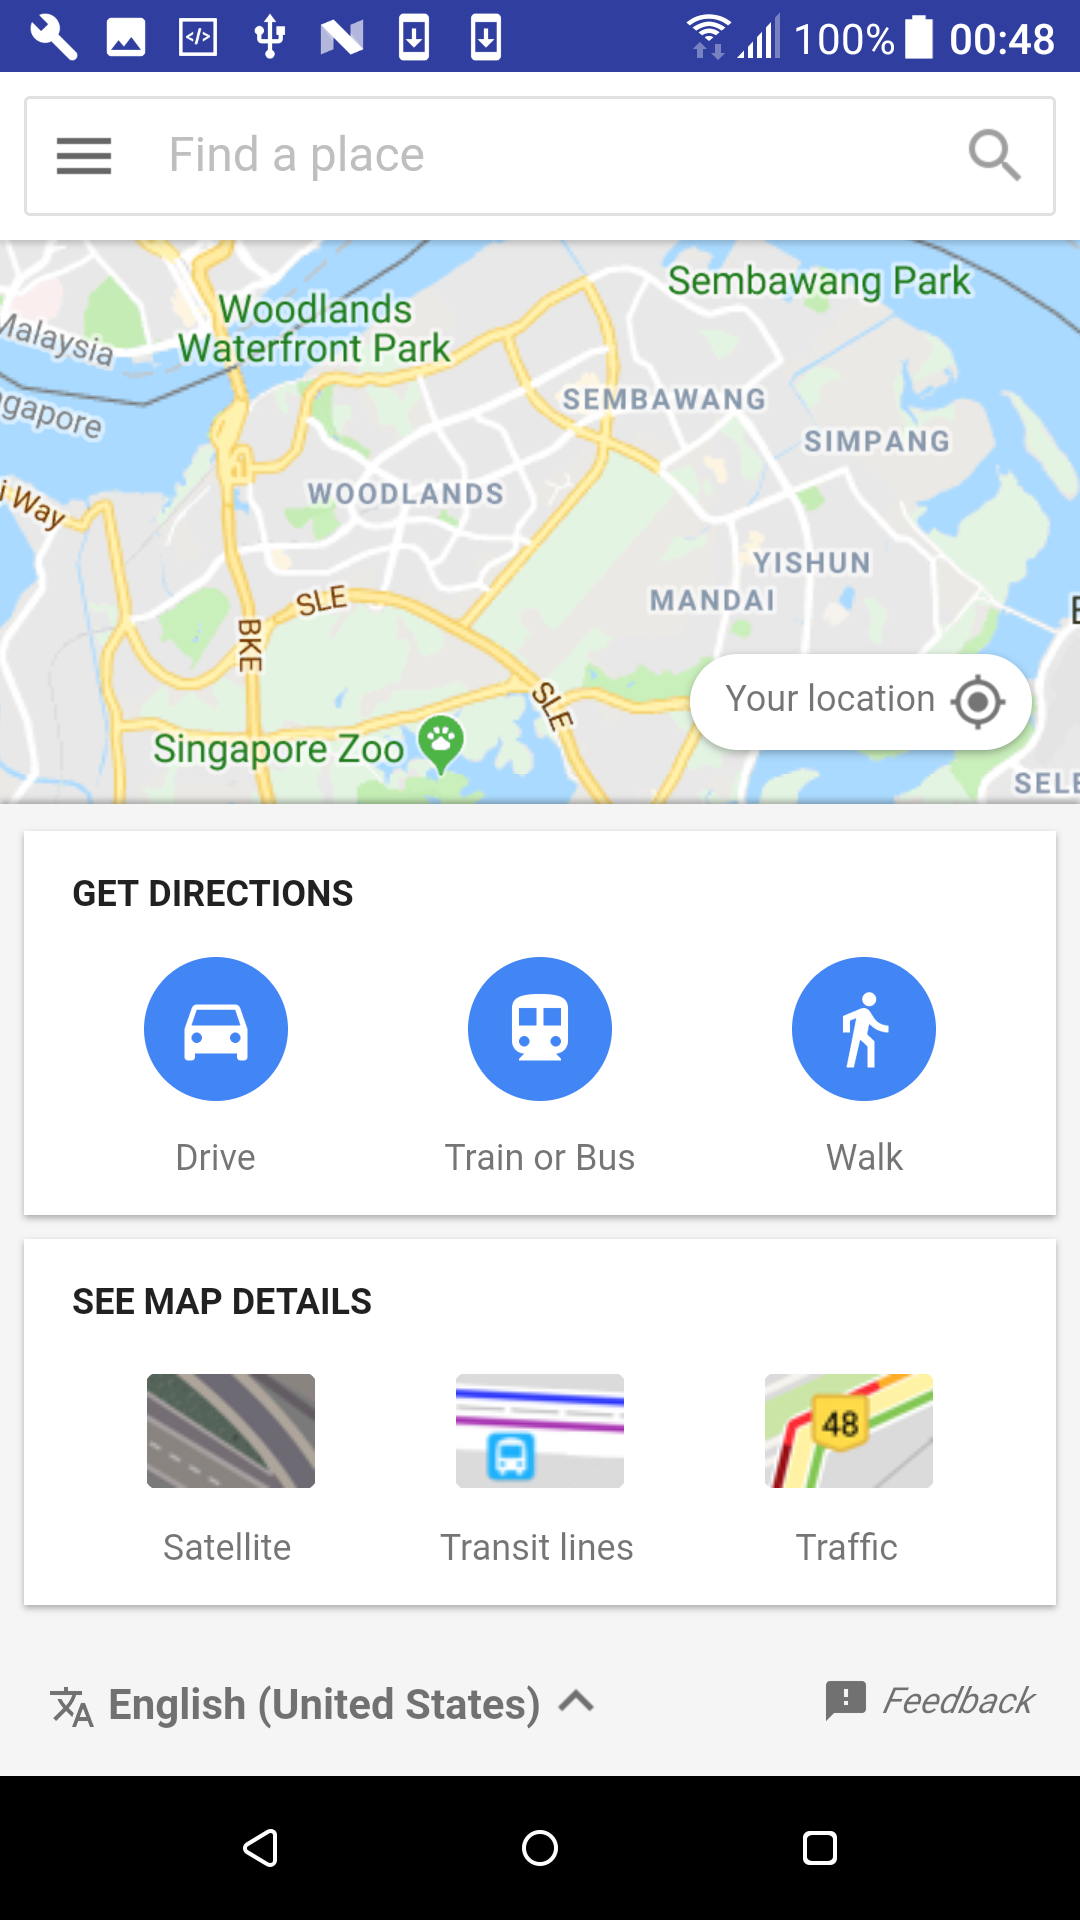 100% 00:48
Find a place
Sembawang Park
Woodlands
Waterfront Park
Malaysia
SEMBAWANG
gapore
SIMPANG
WOODLANDS
i Way
YISHUN
SLE
MANDAI
BKE
SLE
Your location
Singapore Zoo
SELE
GET DIRECTIONS
Drive Train or Bus Walk
SEE MAP DETAILS
48
Satellite Transit lines Traffic
English (United States) Feedback